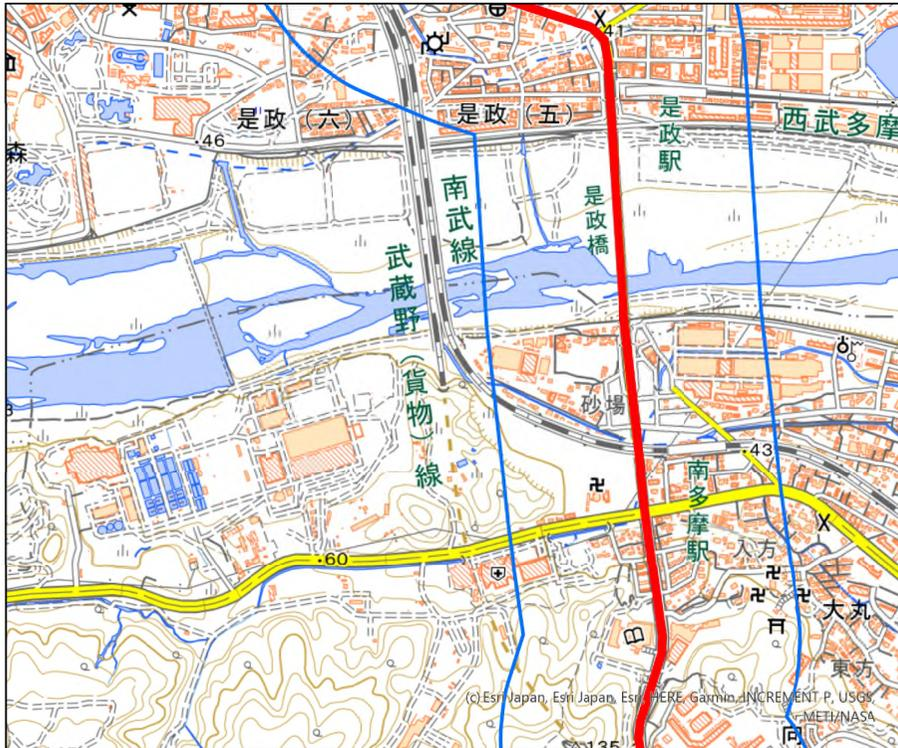 41
是政（六）
是政（五）
是政駅
西武多摩
46
森
南武線
是政橋
武蔵野（貨物）線
砂場
43
南多摩駅
60
入方
大丸
東方
(c) Esri Japan, Esri Japan, Esri, HERE, Garmin, INCREMENT P, USGS,
METI/NASA
向
135